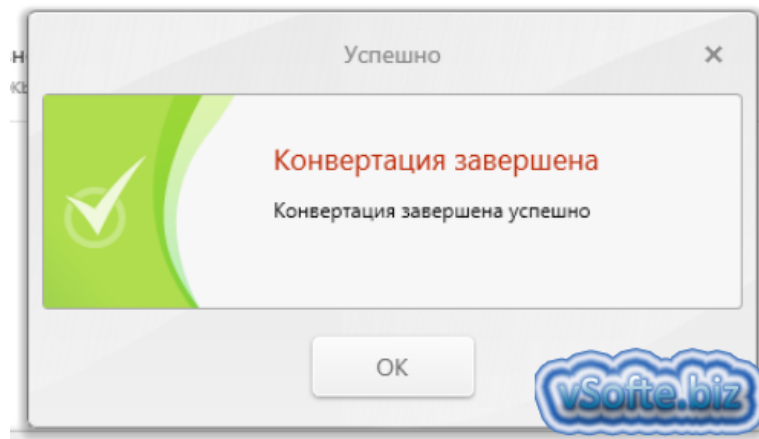 Успешно
Конвертация завершена
Конвертация завершена успешно
OK
vSofte.biz